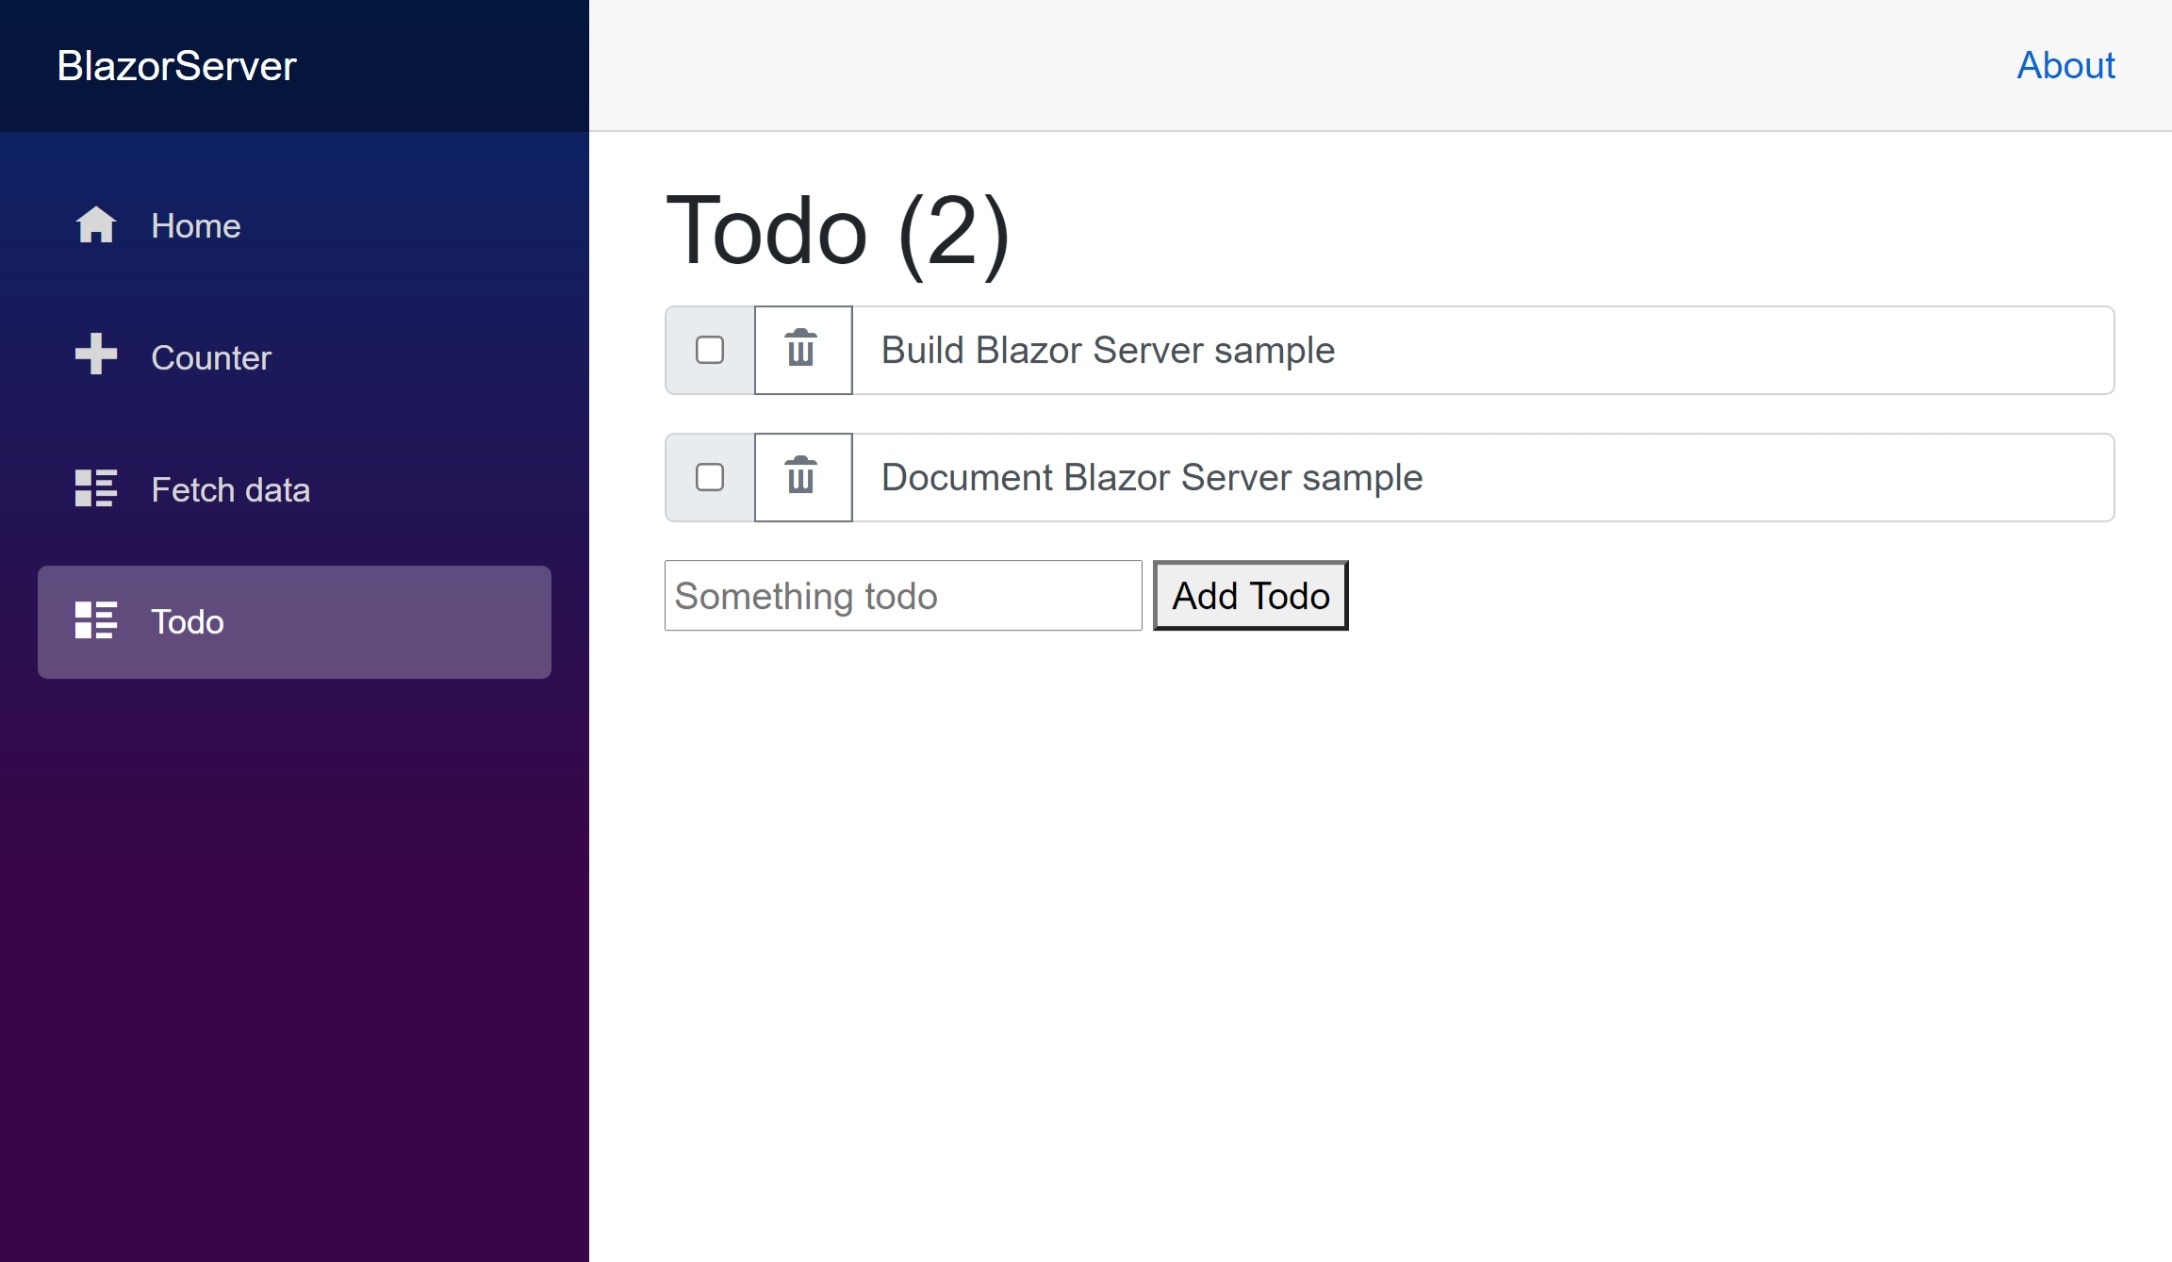 BlazorServer
About
Home
Counter
Fetch data
Todo
Todo (2)
Build Blazor Server sample
Document Blazor Server sample
Something todo
Add Todo